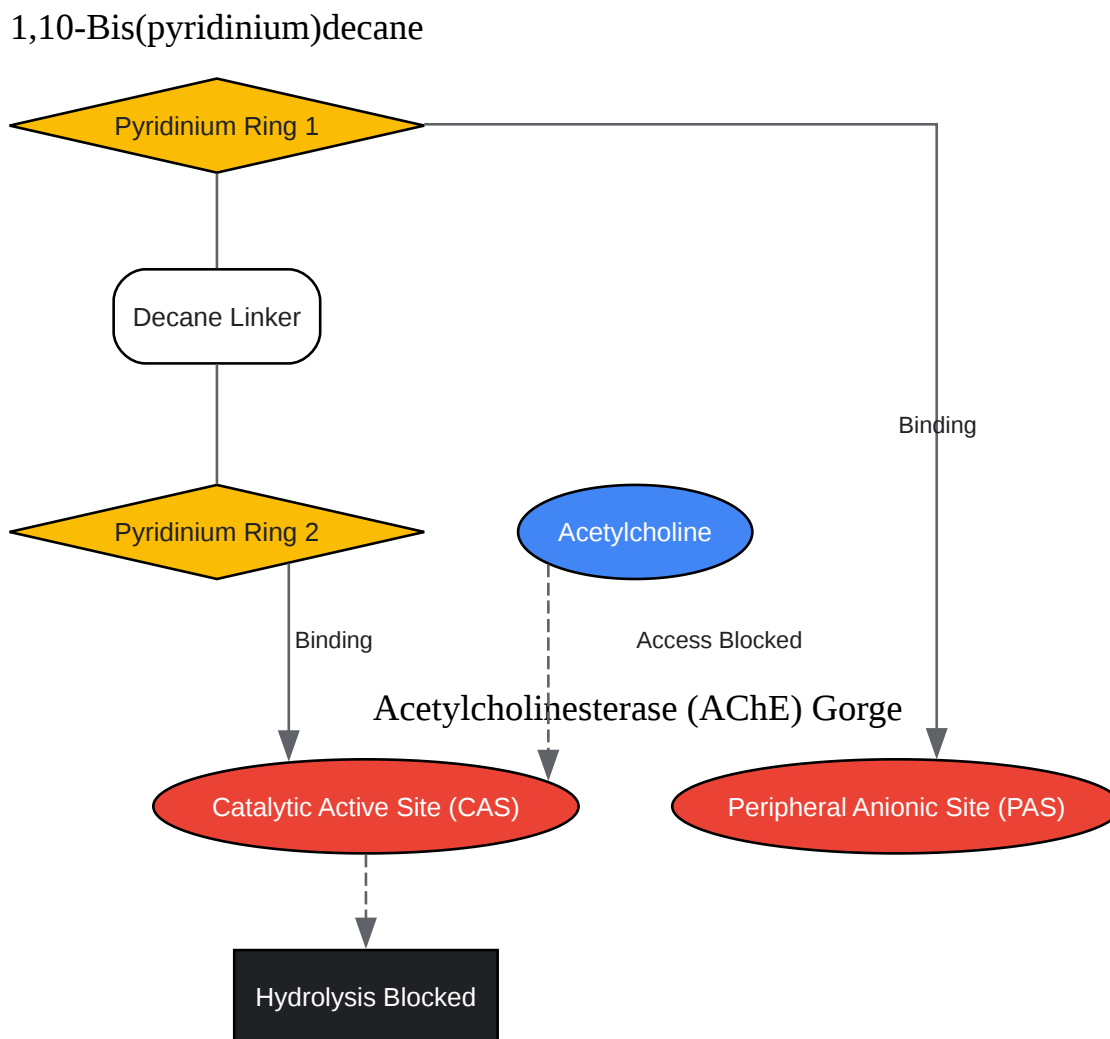 1,10-Bis(pyridinium)decane
Pyridinium Ring 1
Decane Linker
Binding
Pyridinium Ring 2
Acetylcholine
Binding
Access Blocked
Acetylcholinesterase (AChE) Gorge
Catalytic Active Site (CAS)
Peripheral Anionic Site (PAS)
Hydrolysis Blocked